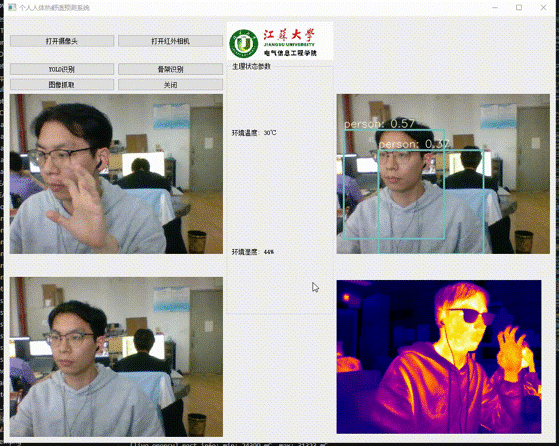 个人人体热舒适预测系统
打开摄像头
打开红外相机
YOLO识别
骨架识别
图像抓取
关闭
江苏大学
JIANGSU UNIVERSITY
电气信息工程学院
生理状态参数
环境温度: 30℃
环境湿度: 44%
person: 0.57
person: 0.37